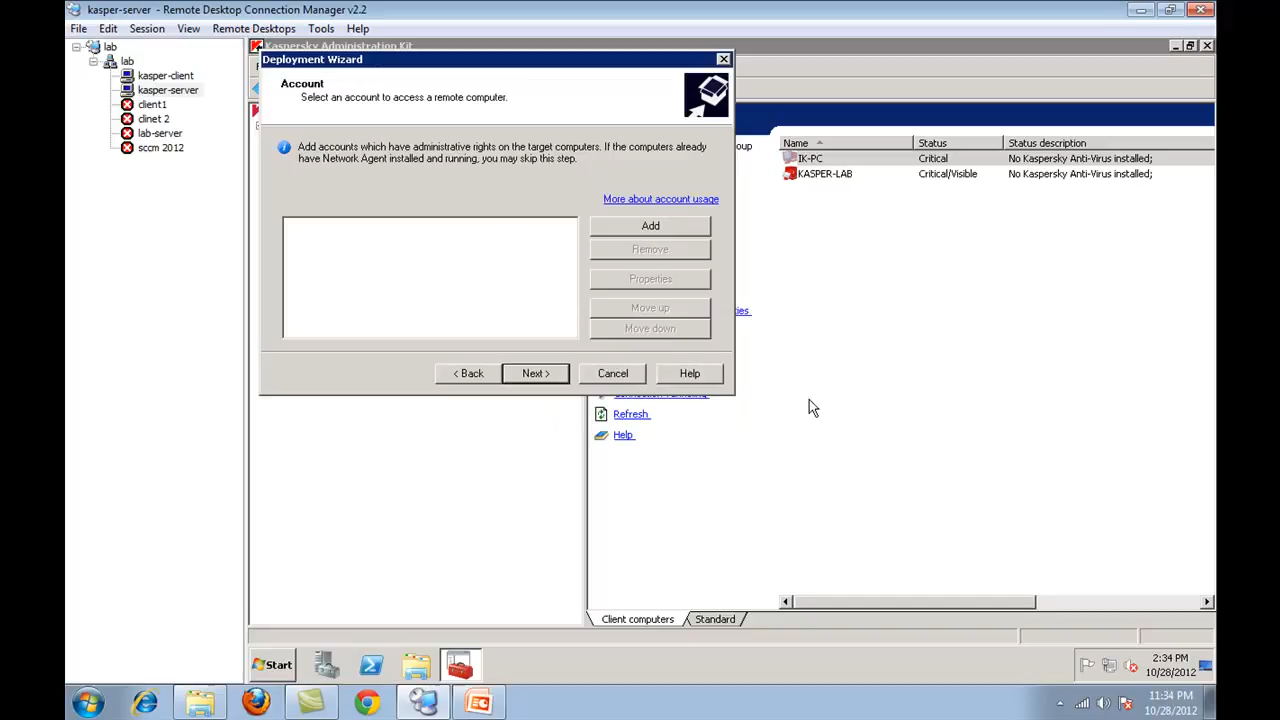 kasper-server - Remote Desktop Connection Manager v2.2
File Edit Session View Remote Desktops Tools Help
lab
lab
kasper-client
kasper-server
client1
clinet 2
lab-server
sccm 2012
Kaspersky Administration Kit
Deployment Wizard
Account
Select an account to access a remote computer.
Add accounts which have administrative rights on the target computers. If the computers already
have Network Agent installed and running, you may skip this step.
More about account usage
Add
Remove
Properties
Move up
Move down
< Back Next > Cancel Help
oup
ties
Refresh
Help
Name Status Status description
IK-PC Critical No Kaspersky Anti-Virus installed;
KASPER-LAB Critical/Visible No Kaspersky Anti-Virus installed;
Client computers Standard
Start
2:34 PM
10/28/2012
11:34 PM
10/28/2012